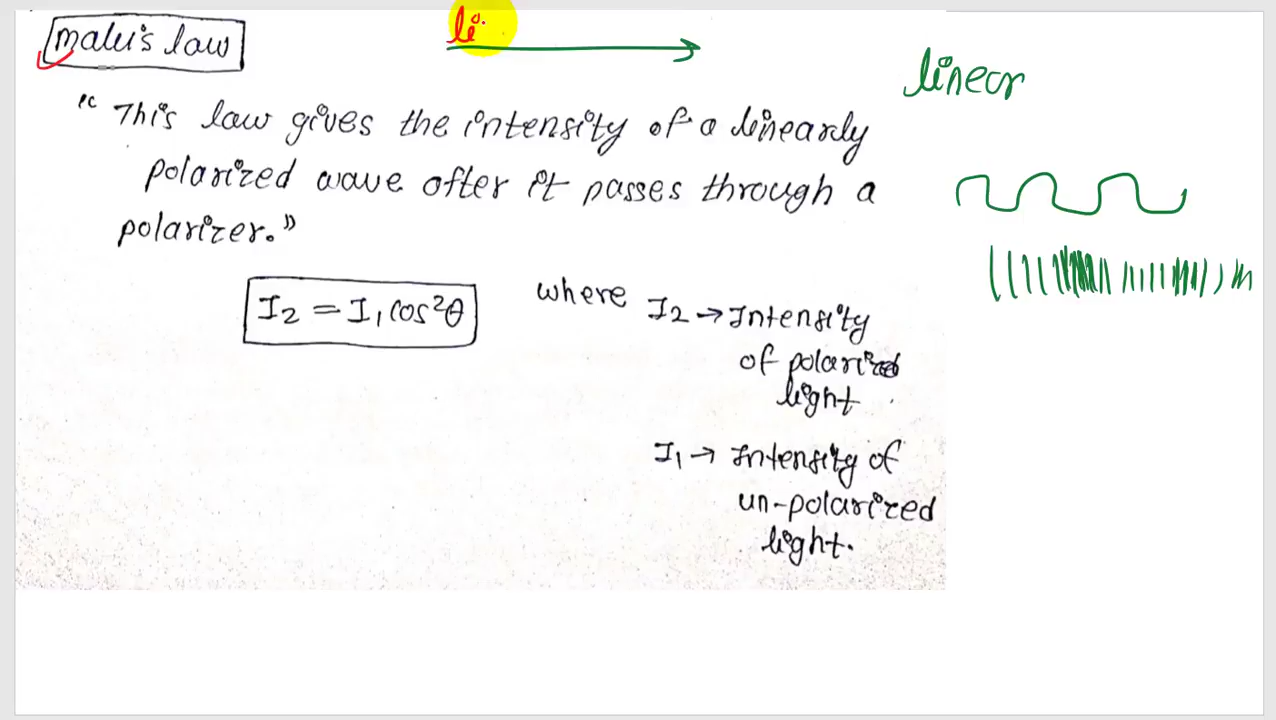 Malu's law
li
linear
"This law gives the intensity of a linearly
polarized wave after it passes through a
polarizer."
I₂ = I₁ cos²θ
where I₂ → Intensity
of polarized
light
I₁ → Intensity of
un-polarized
light.